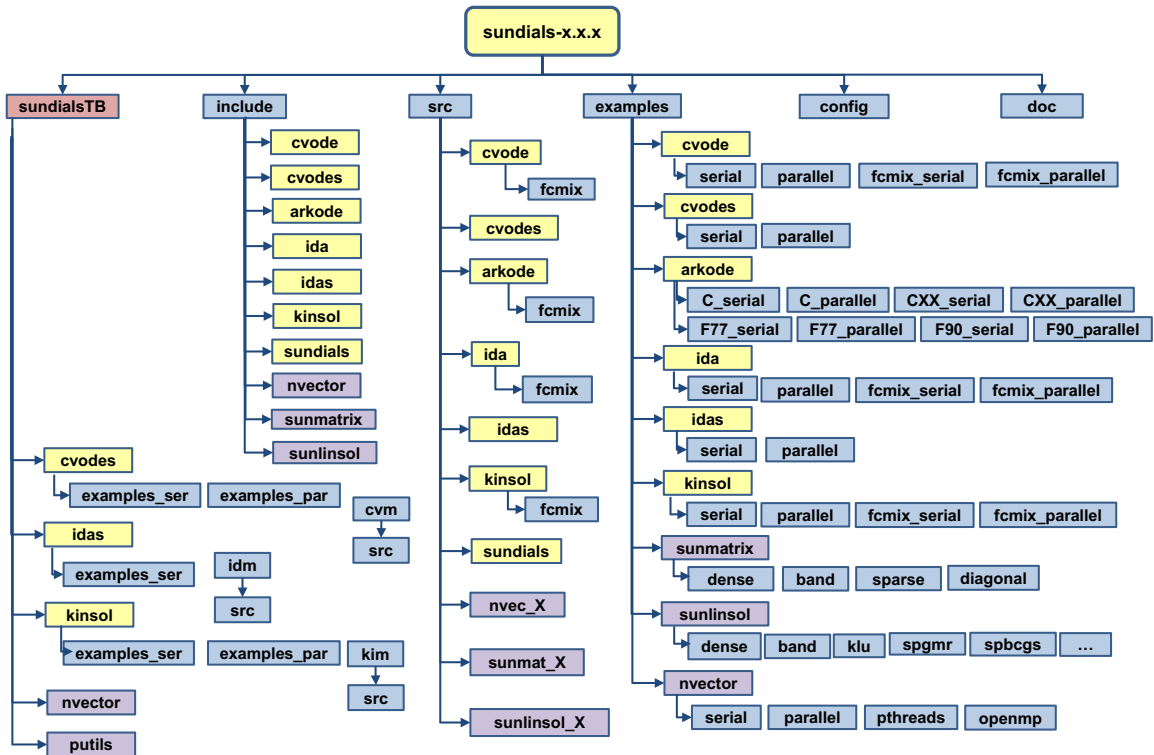 sundials-x.x.x
sundialsTB
include
src
examples
config
doc
cvodes
examples_ser
examples_par
cvm
src
idas
examples_ser
idm
src
kinsol
examples_ser
examples_par
kim
src
nvector
putils
cvode
cvodes
arkode
ida
idas
kinsol
sundials
nvector
sunmatrix
sunlinsol
cvode
fcmix
cvodes
arkode
fcmix
ida
fcmix
idas
kinsol
fcmix
sundials
nvec_X
sunmat_X
sunlinsol_X
cvode
serial parallel fcmix_serial fcmix_parallel
cvodes
serial parallel
arkode
C_serial C_parallel CXX_serial CXX_parallel
F77_serial F77_parallel F90_serial F90_parallel
ida
serial parallel fcmix_serial fcmix_parallel
idas
serial parallel
kinsol
serial parallel fcmix_serial fcmix_parallel
sunmatrix
dense band sparse diagonal
sunlinsol
dense band klu spgmr spbcgs …
nvector
serial parallel pthreads openmp